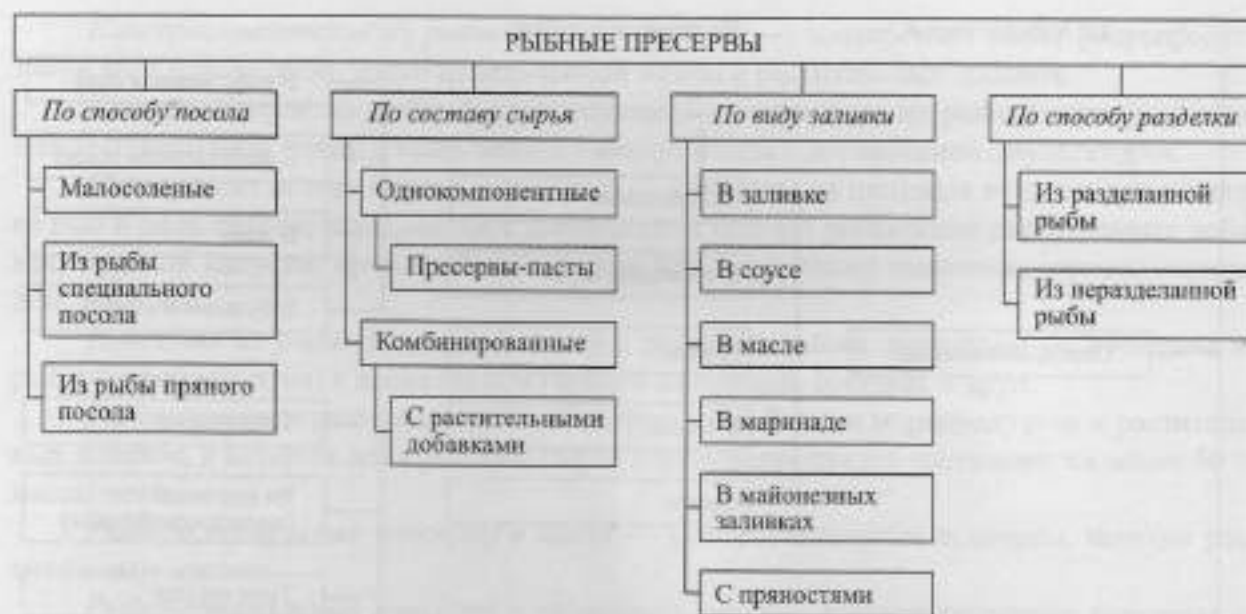 РЫБНЫЕ ПРЕСЕРВЫ
По способу посола
Малосоленые
Из рыбы
специального
посола
Из рыбы пряного
посола
По составу сырья
Однокомпонентные
Пресервы-пасты
Комбинированные
С растительными
добавками
По виду заливки
В заливке
В соусе
В масле
В маринаде
В майонезных
заливках
С пряностями
По способу разделки
Из разделанной
рыбы
Из неразделанной
рыбы